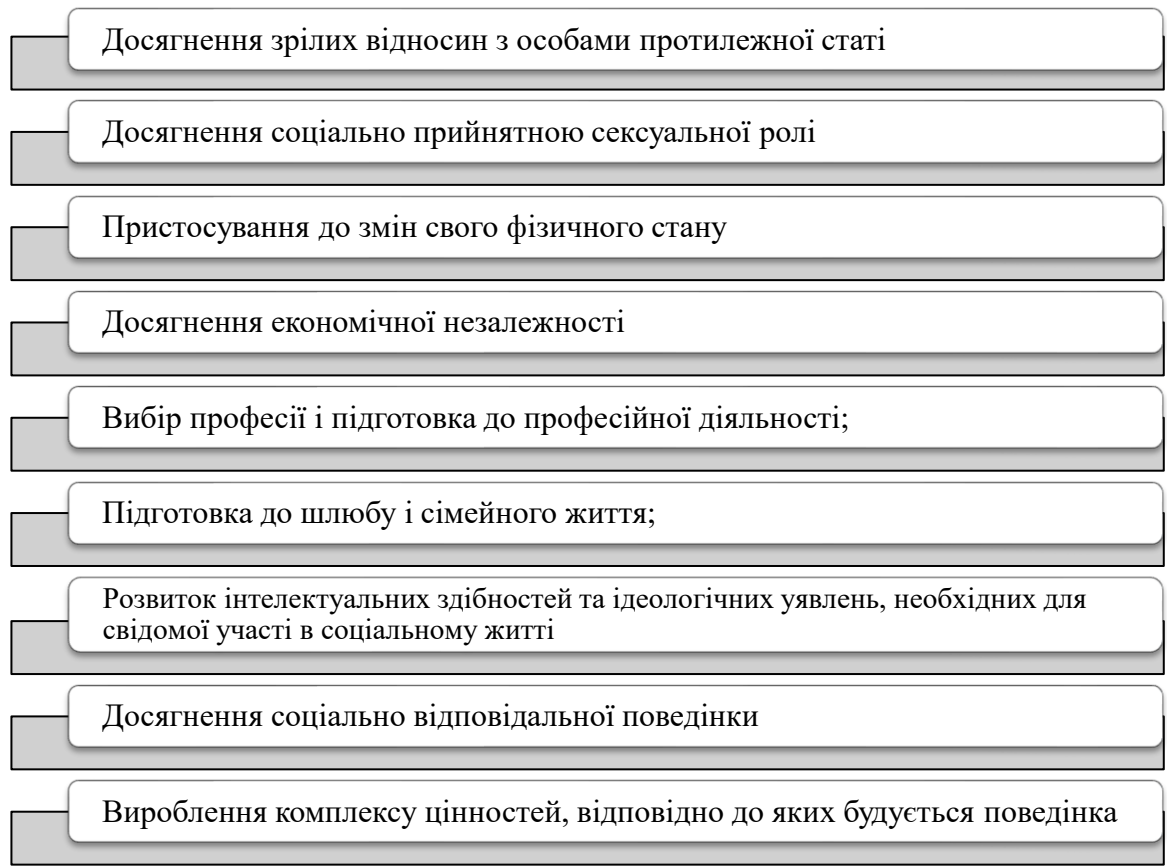 Досягнення зрілих відносин з особами протилежної статі
Досягнення соціально прийнятною сексуальної ролі
Пристосування до змін свого фізичного стану
Досягнення економічної незалежності
Вибір професії і підготовка до професійної діяльності;
Підготовка до шлюбу і сімейного життя;
Розвиток інтелектуальних здібностей та ідеологічних уявлень, необхідних для
свідомої участі в соціальному житті
Досягнення соціально відповідальної поведінки
Вироблення комплексу цінностей, відповідно до яких будується поведінка